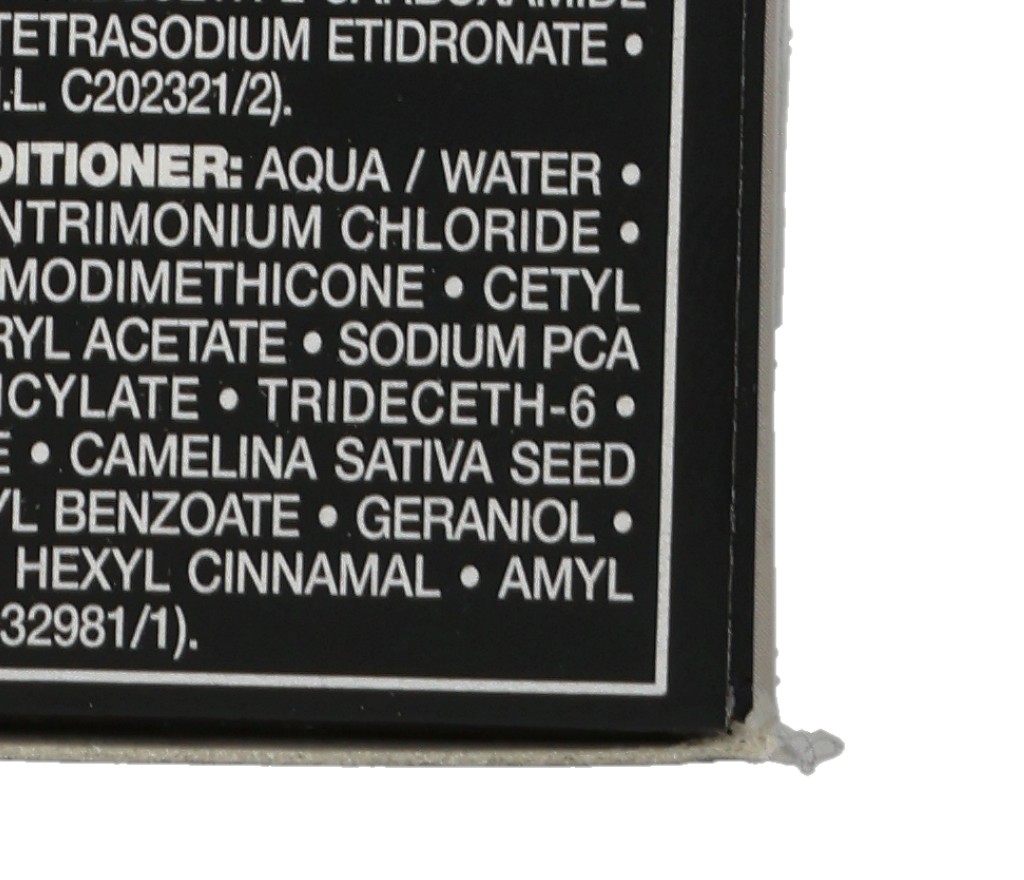 TETRASODIUM ETIDRONATE •
.L. C202321/2).
DITIONER: AQUA / WATER •
NTRIMONIUM CHLORIDE •
MODIMETHICONE • CETYL
RYL ACETATE • SODIUM PCA
ICYLATE • TRIDECETH-6 •
E • CAMELINA SATIVA SEED
YL BENZOATE • GERANIOL •
HEXYL CINNAMAL • AMYL
32981/1).